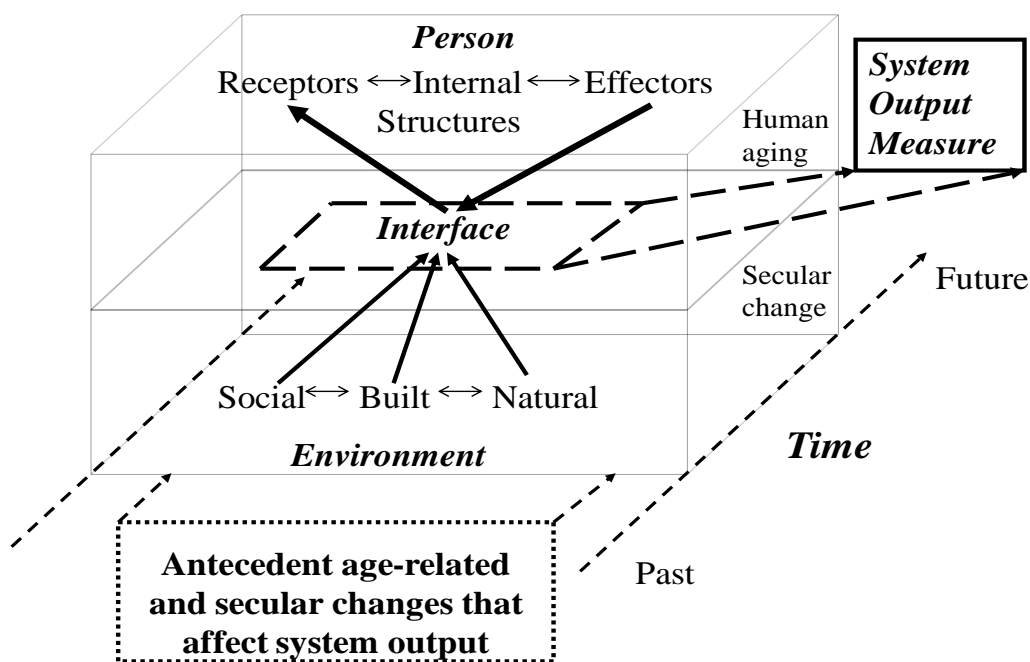 Person
Receptors Internal Effectors
Structures
System
Output
Measure
Human
aging
Interface
Secular
change
Future
Social Built Natural
Time
Environment
Past
Antecedent age-related
and secular changes that
affect system output